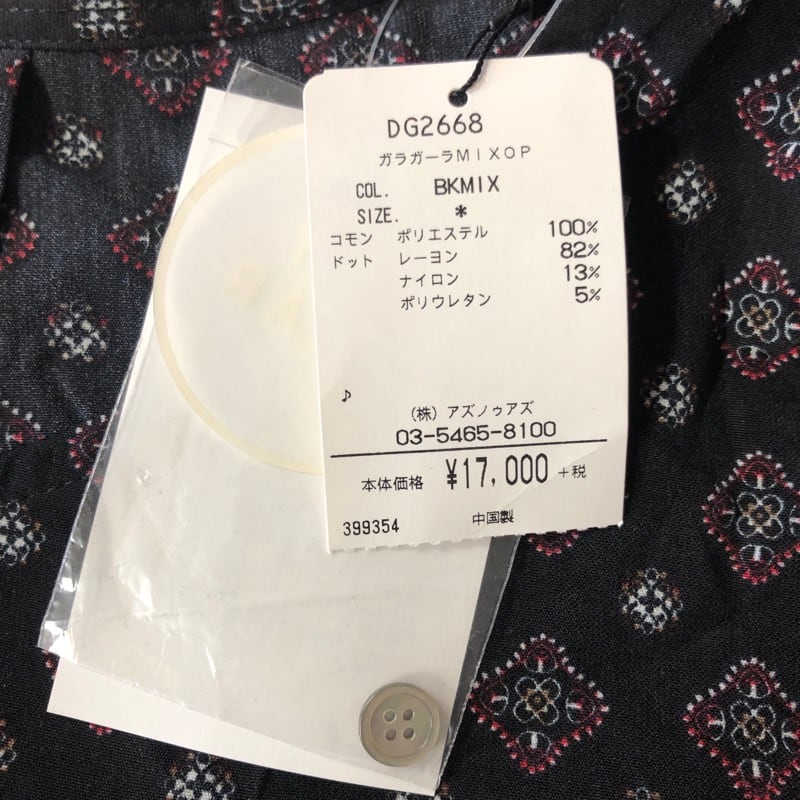 DG2668
ガラガーラMIXOP
COL. BKMIX
SIZE. *
コモン ポリエステル 100%
ドット レーヨン 82%
ナイロン 13%
ポリウレタン 5%
♪
(株)アズノゥアズ
03-5465-8100
本体価格 ¥17,000 +税
399354 中国製